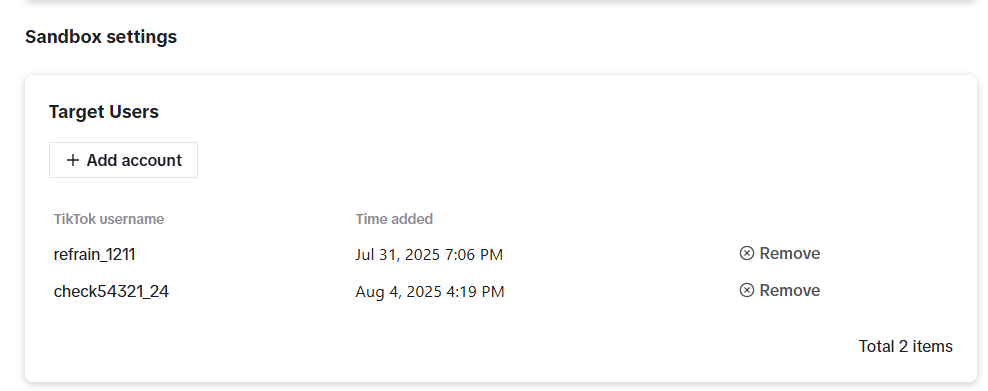 Sandbox settings
Target Users
+ Add account
TikTok username Time added
refrain_1211 Jul 31, 2025 7:06 PM Remove
check54321_24 Aug 4, 2025 4:19 PM Remove
Total 2 items